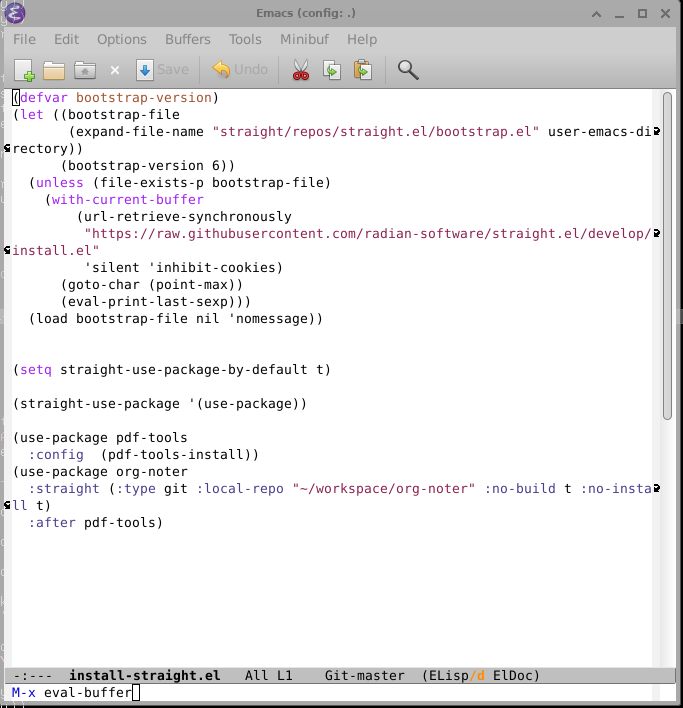 Emacs (config: .)
File Edit Options Buffers Tools Minibuf Help
Save Undo
(defvar bootstrap-version)
(let ((bootstrap-file
       (expand-file-name "straight/repos/straight.el/bootstrap.el" user-emacs-di
rectory))
      (bootstrap-version 6))
  (unless (file-exists-p bootstrap-file)
    (with-current-buffer
        (url-retrieve-synchronously
         "https://raw.githubusercontent.com/radian-software/straight.el/develop/
install.el"
         'silent 'inhibit-cookies)
      (goto-char (point-max))
      (eval-print-last-sexp)))
  (load bootstrap-file nil 'nomessage))
(setq straight-use-package-by-default t)
(straight-use-package '(use-package))
(use-package pdf-tools
  :config  (pdf-tools-install))
(use-package org-noter
  :straight (:type git :local-repo "~/workspace/org-noter" :no-build t :no-insta
ll t)
  :after pdf-tools)
-:---  install-straight.el   All L1    Git-master  (ELisp/d ElDoc)
M-x eval-buffer